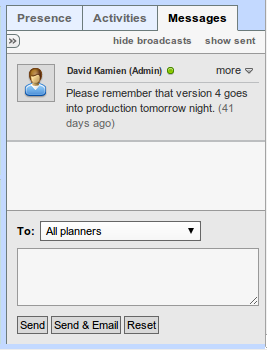 Presence Activities Messages
hide broadcasts show sent
David Kamien (Admin) more
Please remember that version 4 goes
into production tomorrow night. (41
days ago)
To: All planners
Send Send & Email Reset